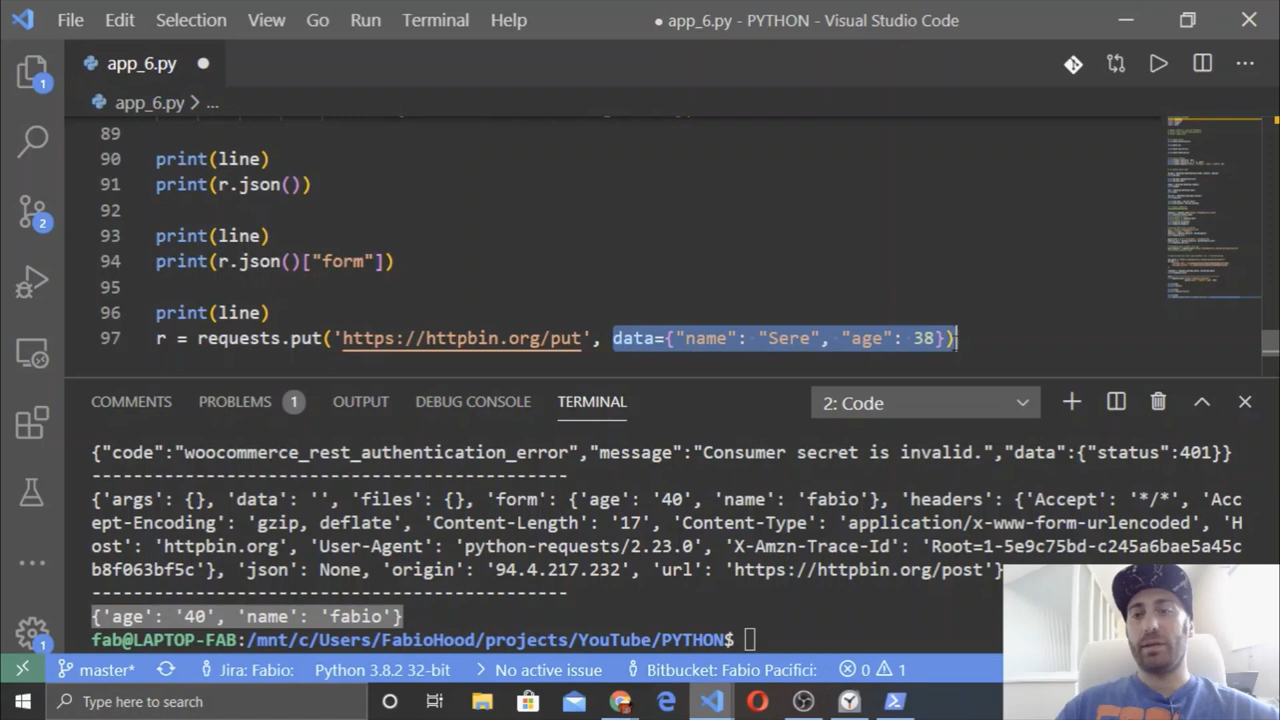 File Edit Selection View Go Run Terminal Help ● app_6.py - PYTHON - Visual Studio Code
app_6.py ●
app_6.py > ...
89
90 print(line)
91 print(r.json())
92
93 print(line)
94 print(r.json()["form"])
95
96 print(line)
97 r = requests.put('https://httpbin.org/put', data={"name": "Sere", "age": 38})
1
2
COMMENTS PROBLEMS 1 OUTPUT DEBUG CONSOLE TERMINAL 2: Code
{"code":"woocommerce_rest_authentication_error","message":"Consumer secret is invalid.","data":{"status":401}}
--------------------------------------------------
{'args': {}, 'data': '', 'files': {}, 'form': {'age': '40', 'name': 'fabio'}, 'headers': {'Accept': '*/*', 'Acc
ept-Encoding': 'gzip, deflate', 'Content-Length': '17', 'Content-Type': 'application/x-www-form-urlencoded', 'H
ost': 'httpbin.org', 'User-Agent': 'python-requests/2.23.0', 'X-Amzn-Trace-Id': 'Root=1-5e9c75bd-c245a6bae5a45c
b8f063bf5c'}, 'json': None, 'origin': '94.4.217.232', 'url': 'https://httpbin.org/post'}
--------------------------------------------------
{'age': '40', 'name': 'fabio'}
fab@LAPTOP-FAB:/mnt/c/Users/FabioHood/projects/YouTube/PYTHON$
1
master* Jira: Fabio: Python 3.8.2 32-bit No active issue Bitbucket: Fabio Pacifici: 0 1
Type here to search